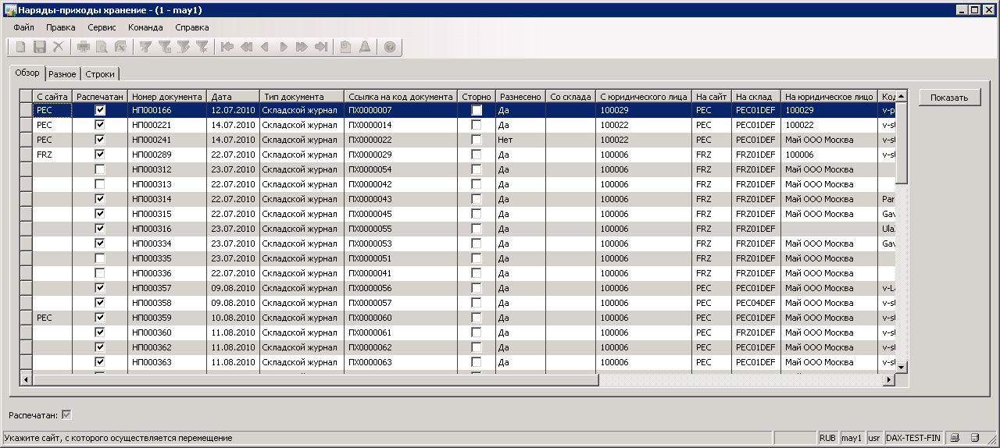 Наряды-приходы хранение - (1 - may1)
Файл Правка Сервис Команда Справка
Обзор Разное Строки
С сайта Распечатан Номер документа Дата Тип документа Ссылка на код документа Сторно Разнесено Со склада С юридического лица На сайт На склад На юридическое лицо Код Показать
PEC НП000166 12.07.2010 Складской журнал ПХ0000007 Да 100029 PEC PEC01DEF 100029 v-p
PEC НП000221 14.07.2010 Складской журнал ПХ0000014 Да 100022 PEC PEC01DEF 100022 v-sl
PEC НП000241 14.07.2010 Складской журнал ПХ0000022 Нет 100022 PEC PEC01DEF Май ООО Москва v-sl
FRZ НП000289 22.07.2010 Складской журнал ПХ0000029 Да 100006 FRZ FRZ01DEF 100006 v-sl
НП000312 23.07.2010 Складской журнал ПХ0000054 Да 100006 FRZ FRZ01DEF Май ООО Москва
НП000313 22.07.2010 Складской журнал ПХ0000042 Да 100006 FRZ FRZ01DEF Май ООО Москва
НП000314 22.07.2010 Складской журнал ПХ0000043 Да 100006 FRZ FRZ01DEF Май ООО Москва Par
НП000315 22.07.2010 Складской журнал ПХ0000045 Да 100006 FRZ FRZ01DEF Май ООО Москва Gav
НП000316 23.07.2010 Складской журнал ПХ0000055 Да 100006 FRZ FRZ01DEF Ula
НП000334 23.07.2010 Складской журнал ПХ0000053 Да 100006 FRZ FRZ01DEF Май ООО Москва Gav
НП000335 23.07.2010 Складской журнал ПХ0000051 Да 100006 FRZ FRZ01DEF Май ООО Москва
НП000336 22.07.2010 Складской журнал ПХ0000041 Да 100006 FRZ FRZ01DEF Май ООО Москва
НП000357 09.08.2010 Складской журнал ПХ0000056 Да 100006 PEC PEC01DEF Май ООО Москва v-La
НП000358 09.08.2010 Складской журнал ПХ0000057 Да 100006 PEC PEC04DEF Май ООО Москва v-sl
PEC НП000359 10.08.2010 Складской журнал ПХ0000060 Да 100006 PEC PEC01DEF Май ООО Москва v-sl
НП000360 11.08.2010 Складской журнал ПХ0000061 Да 100006 PEC FRZ01DEF Май ООО Москва v-sl
НП000362 11.08.2010 Складской журнал ПХ0000062 Да 100006 PEC PEC01DEF Май ООО Москва v-sl
НП000363 11.08.2010 Складской журнал ПХ0000063 Да 100006 PEC PEC01DEF Май ООО Москва v-sl
Распечатан:
Укажите сайт, с которого осуществляется перемещение RUB may1 usr DAX-TEST-FIN